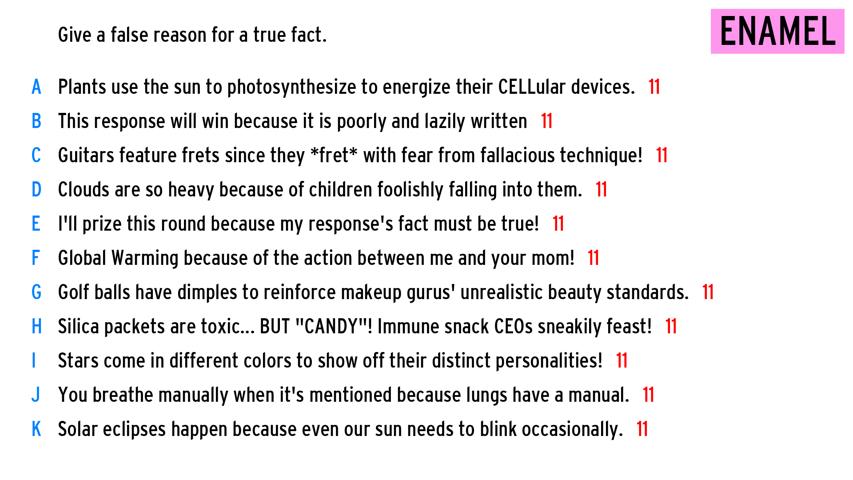 Give a false reason for a true fact.
ENAMEL
A Plants use the sun to photosynthesize to energize their CELLular devices. 11
B This response will win because it is poorly and lazily written 11
C Guitars feature frets since they *fret* with fear from fallacious technique! 11
D Clouds are so heavy because of children foolishly falling into them. 11
E I'll prize this round because my response's fact must be true! 11
F Global Warming because of the action between me and your mom! 11
G Golf balls have dimples to reinforce makeup gurus' unrealistic beauty standards. 11
H Silica packets are toxic... BUT "CANDY"! Immune snack CEOs sneakily feast! 11
I Stars come in different colors to show off their distinct personalities! 11
J You breathe manually when it's mentioned because lungs have a manual. 11
K Solar eclipses happen because even our sun needs to blink occasionally. 11